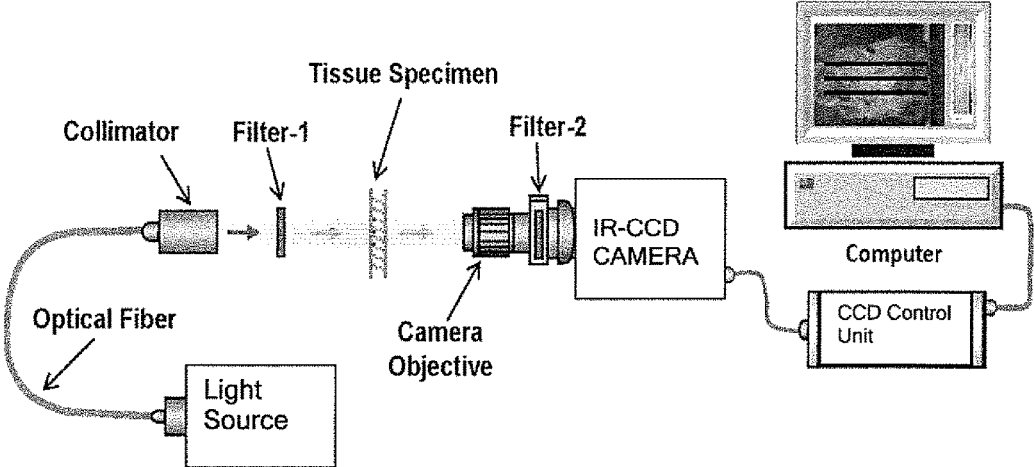 Tissue Specimen
Collimator
Filter-1
Filter-2
IR-CCD
CAMERA
Computer
Optical Fiber
Camera
Objective
CCD Control
Unit
Light
Source